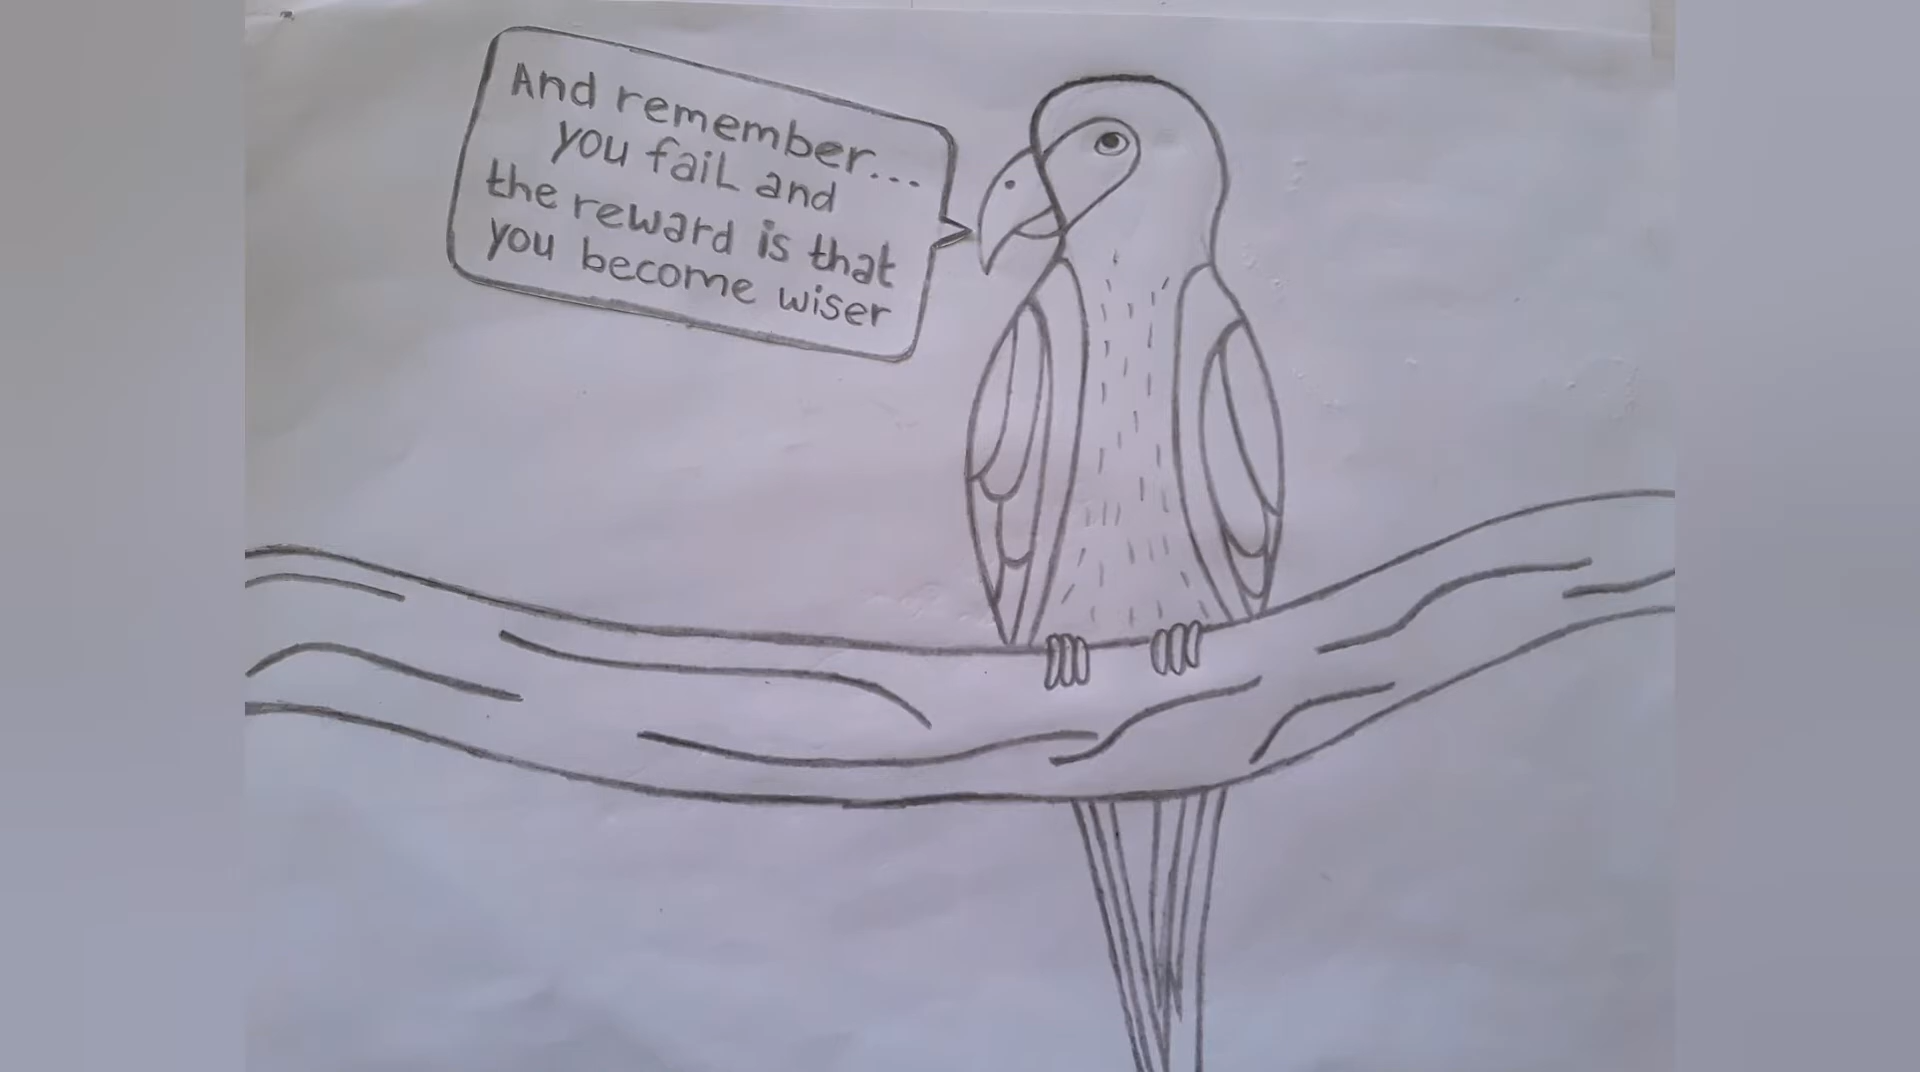 And remember...
you fail and
the reward is that
you become wiser